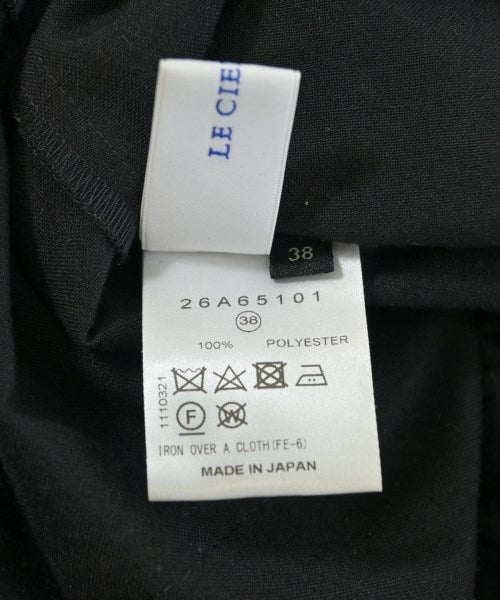 LE CIE
38
26A65101
38
100% POLYESTER
1110321
F W
IRON OVER A CLOTH(FE-6)
MADE IN JAPAN